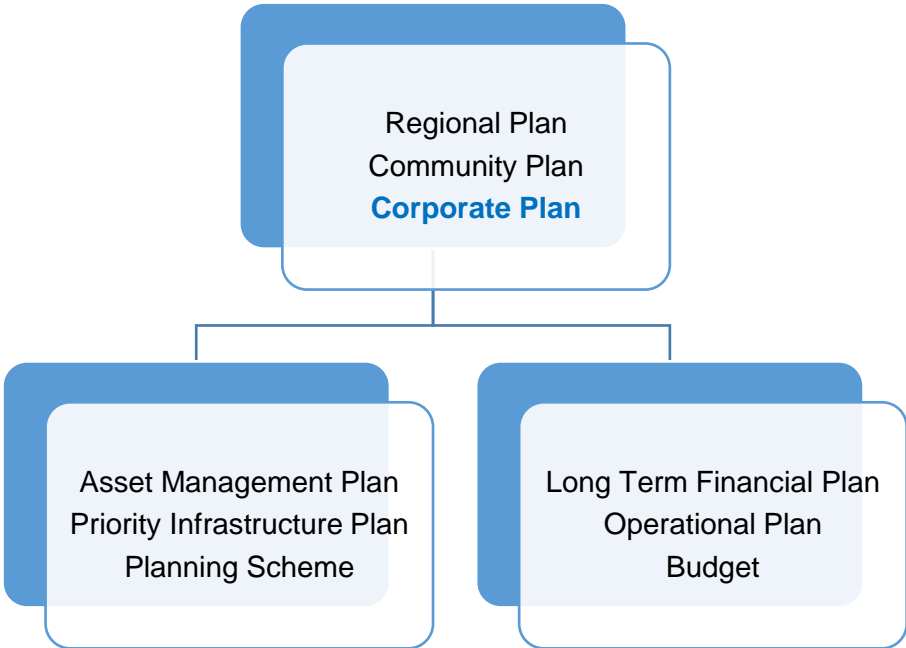 Regional Plan
Community Plan
Corporate Plan
Asset Management Plan
Priority Infrastructure Plan
Planning Scheme
Long Term Financial Plan
Operational Plan
Budget